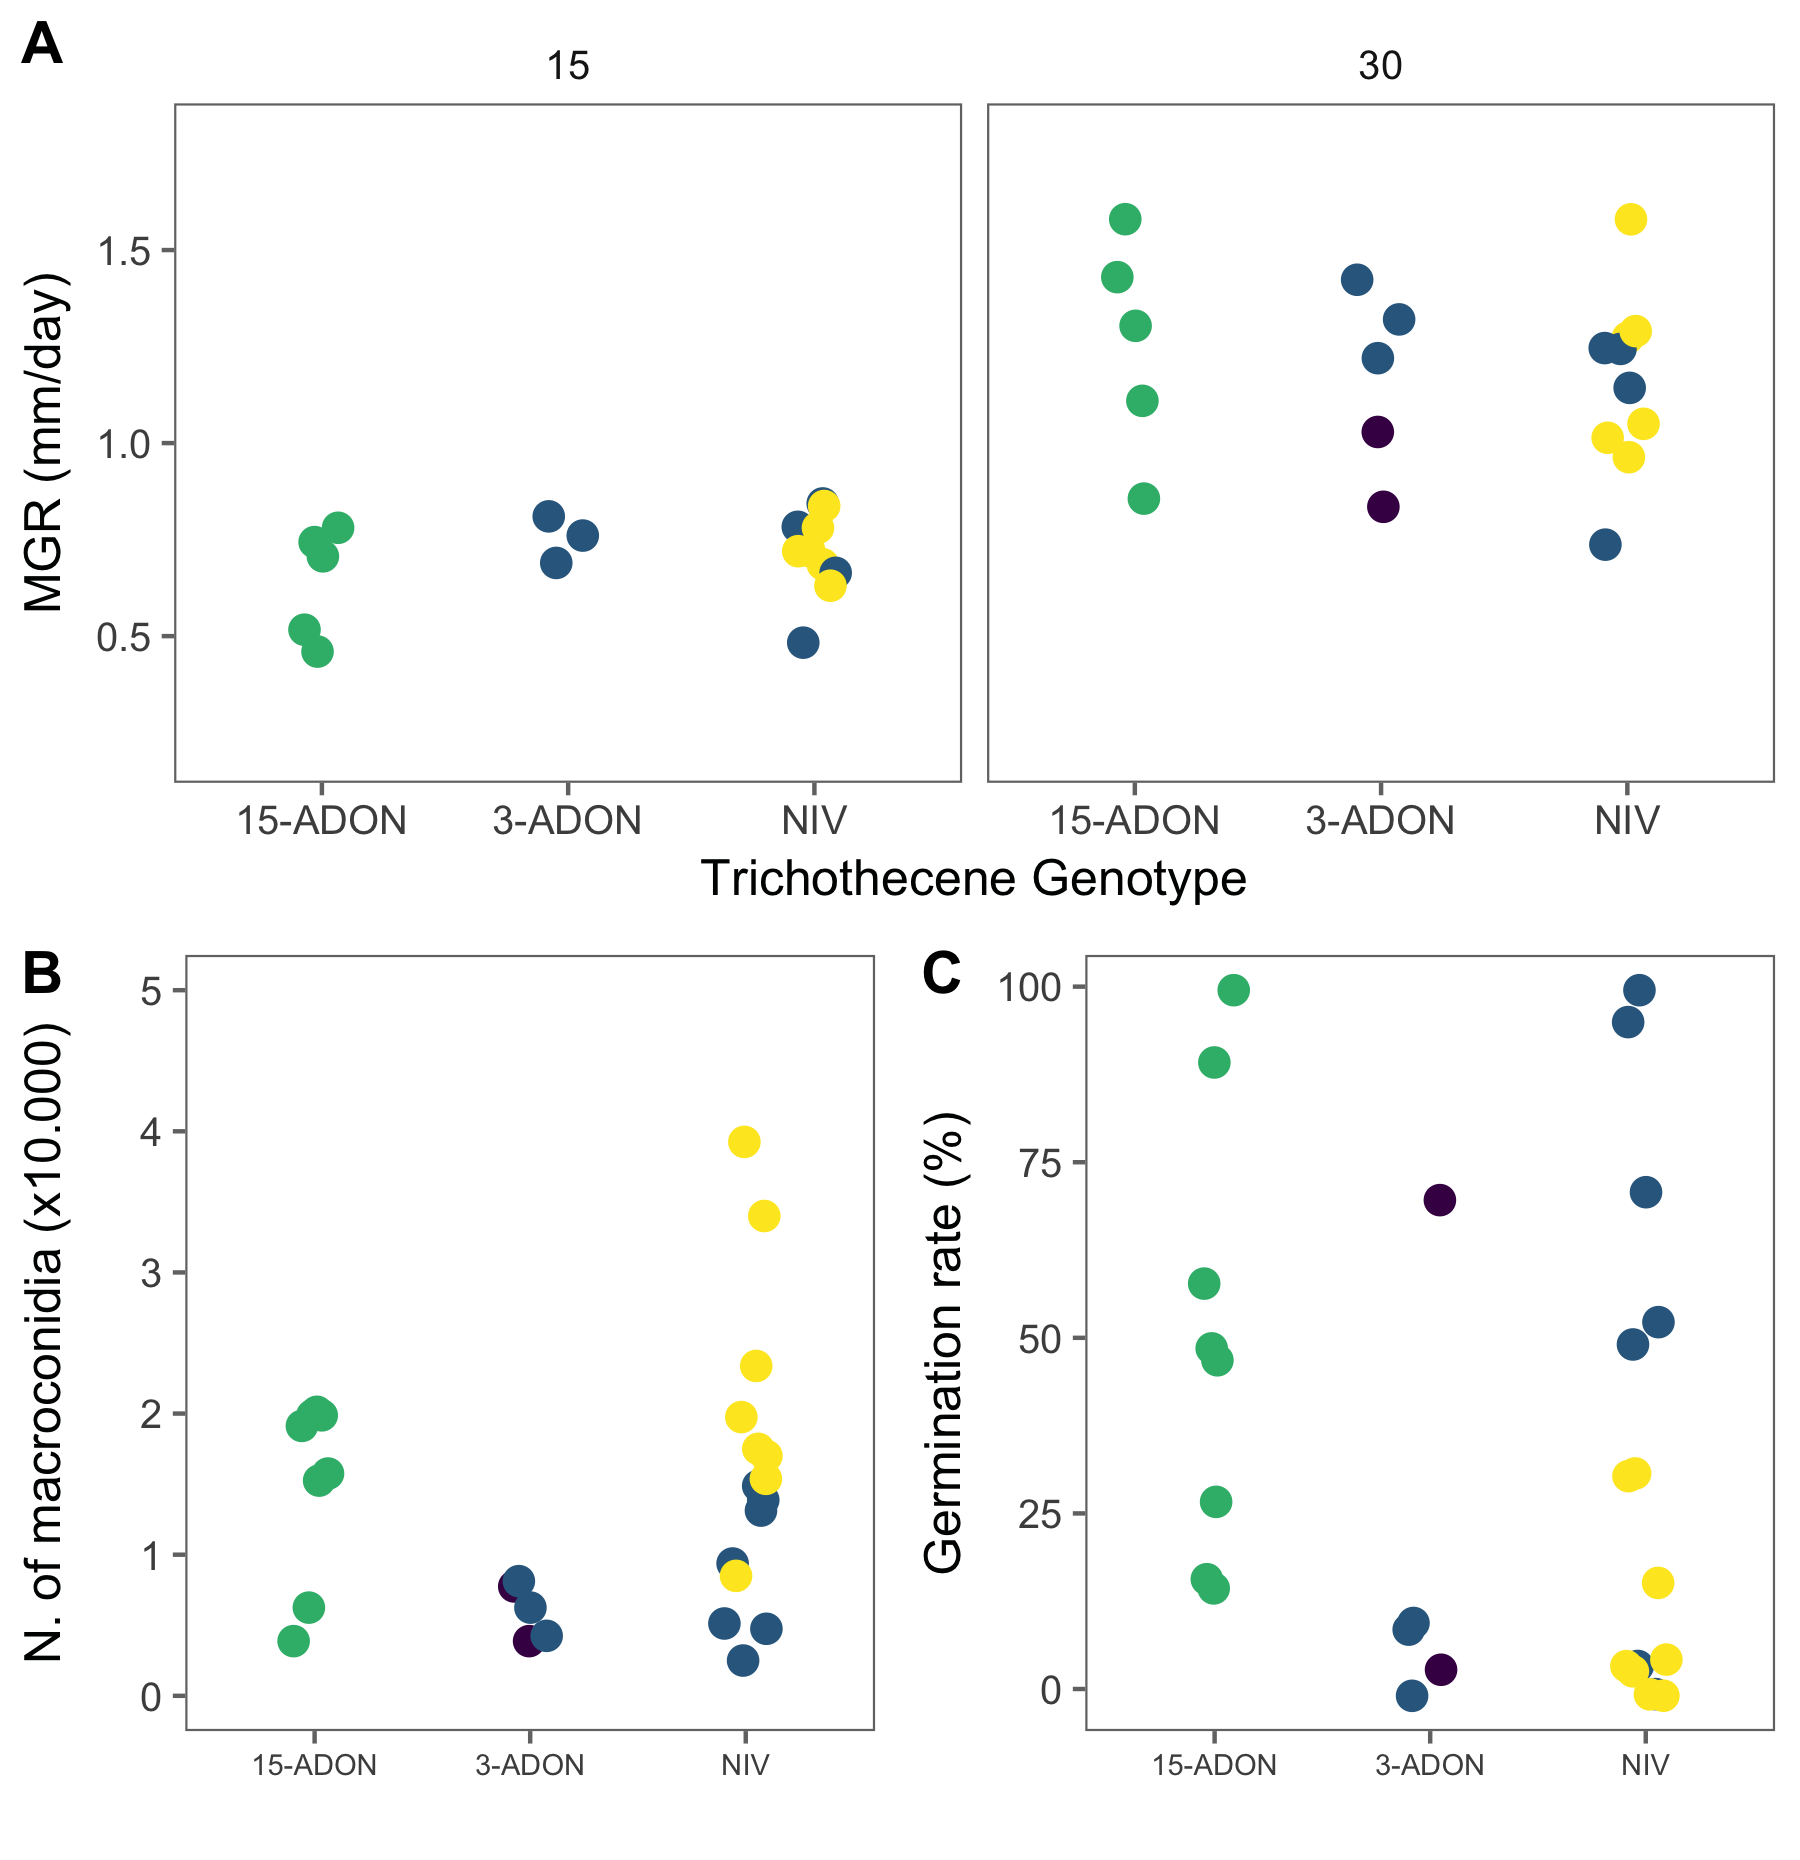 A
15
30
MGR (mm/day)
1.5
1.0
0.5
15-ADON 3-ADON NIV
15-ADON 3-ADON NIV
Trichothecene Genotype
B
N. of macroconidia (x10.000)
5
4
3
2
1
0
15-ADON 3-ADON NIV
C
Germination rate (%)
100
75
50
25
0
15-ADON 3-ADON NIV